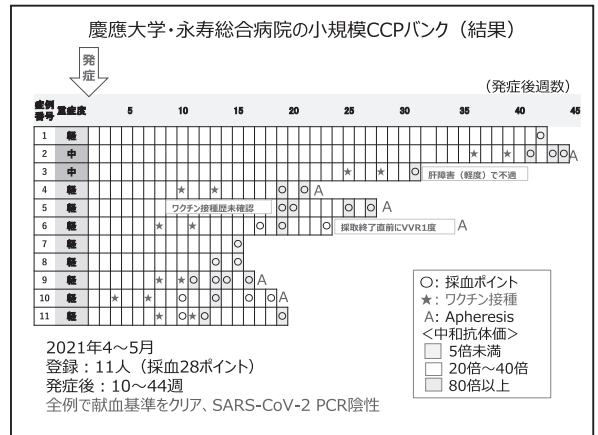 慶應大学・永寿総合病院の小規模CCPバンク（結果）
発症
（発症後週数）
症例番号 重症度 5 10 15 20 25 30 35 40 45
1 軽 ○
2 中 ★ ★ ○ ○ ○ A
3 中 ★ ★ ○ 肝障害（軽度）で不適
4 軽 ★ ★ ○ ○ A
5 軽 ワクチン接種歴未確認 ○ ○ ○ ○ A
6 軽 ★ ★ ○ ○ ○ 採取終了直前にVVR1度 A
7 軽 ○
8 軽 ○ ○
9 軽 ★ ★ ○ ○ ○ ○ A
10 軽 ★ ★ ○ ○ ○ ○ A
11 軽 ★ ○ ★ ○ ○
○: 採血ポイント
★: ワクチン接種
A: Apheresis
＜中和抗体価＞
5倍未満
20倍～40倍
80倍以上
2021年4～5月
登録：11人（採血28ポイント）
発症後：10～44週
全例で献血基準をクリア、SARS-CoV-2 PCR陰性